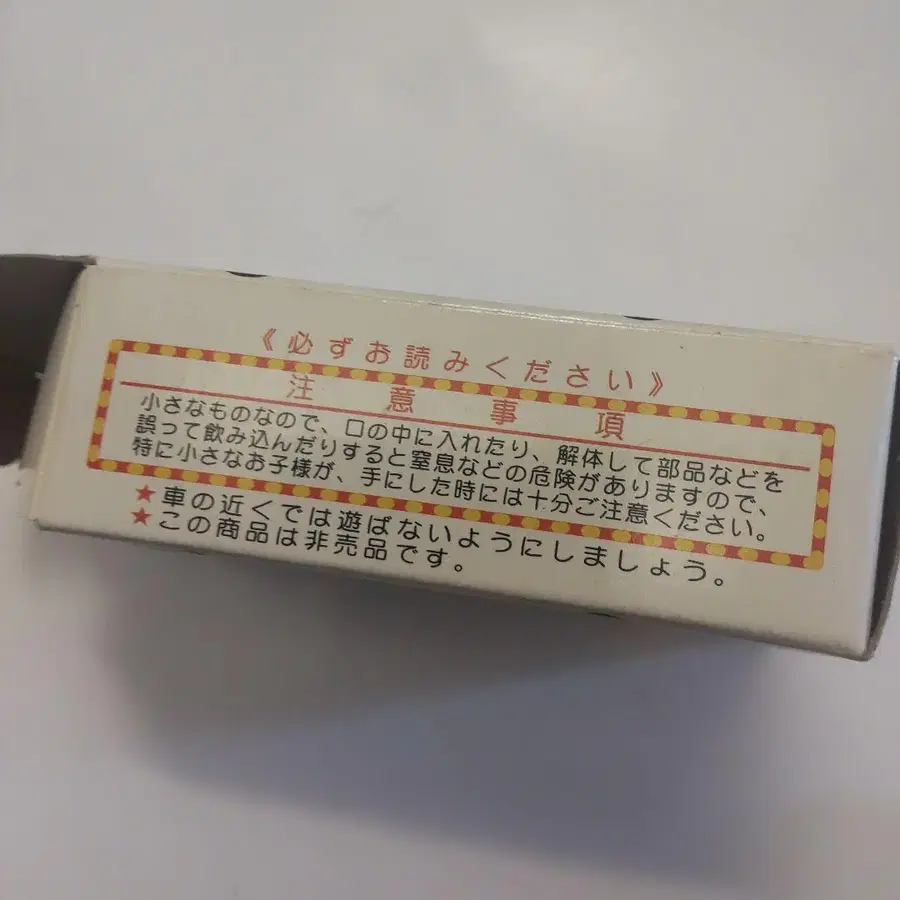 《必ずお読みください》
注意事項
小さなものなので、口の中に入れたり、解体して部品などを
誤って飲み込んだりすると窒息などの危険がありますので、
特に小さなお子様が、手にした時には十分ご注意ください。
★車の近くでは遊ばないようにしましょう。
★この商品は非売品です。